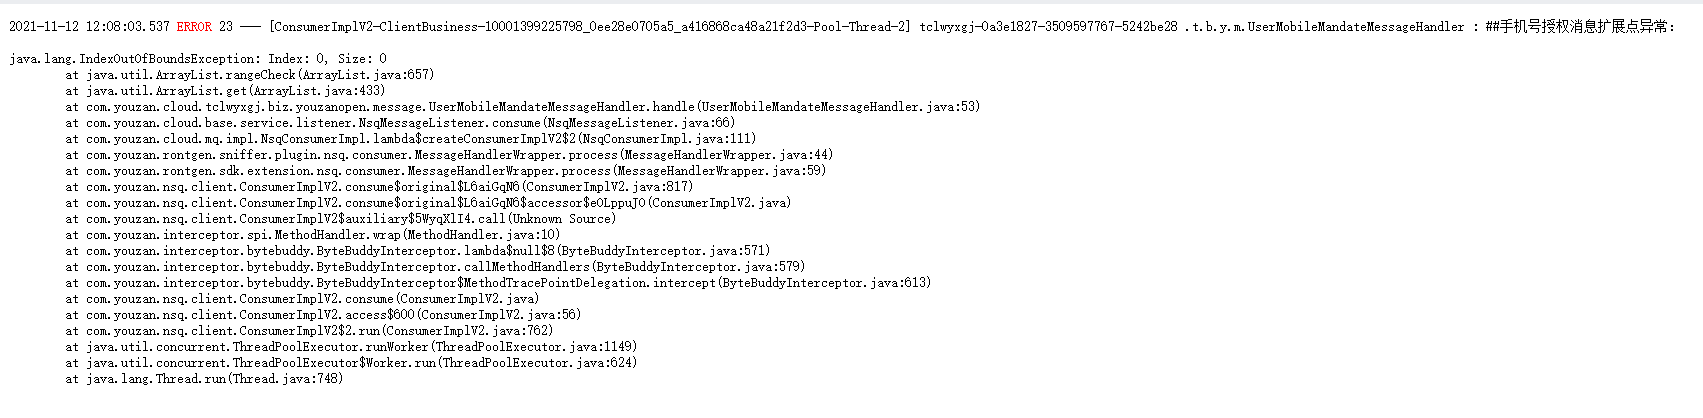 2021-11-12 12:08:03.537 ERROR 23 --- [ConsumerImplV2-ClientBusiness-10001399225798_0ee28e0705a5_a416868ca48a21f2d3-Pool-Thread-2] tclwyxgj-0a3e1827-3509597767-5242be28 .t.b.y.m.UserMobileMandateMessageHandler : ##手机号授权消息扩展点异常:
java.lang.IndexOutOfBoundsException: Index: 0, Size: 0
at java.util.ArrayList.rangeCheck(ArrayList.java:657)
at java.util.ArrayList.get(ArrayList.java:433)
at com.youzan.cloud.tclwyxgj.biz.youzanopen.message.UserMobileMandateMessageHandler.handle(UserMobileMandateMessageHandler.java:53)
at com.youzan.cloud.base.service.listener.NsqMessageListener.consume(NsqMessageListener.java:66)
at com.youzan.cloud.mq.impl.NsqConsumerImpl.lambda$createConsumerImplV2$2(NsqConsumerImpl.java:111)
at com.youzan.rontgen.sniffer.plugin.nsq.consumer.MessageHandlerWrapper.process(MessageHandlerWrapper.java:44)
at com.youzan.rontgen.sdk.extension.nsq.consumer.MessageHandlerWrapper.process(MessageHandlerWrapper.java:59)
at com.youzan.nsq.client.ConsumerImplV2.consume$original$L6aiGqN6(ConsumerImplV2.java:817)
at com.youzan.nsq.client.ConsumerImplV2.consume$original$L6aiGqN6$accessor$eOLppuJO(ConsumerImplV2.java)
at com.youzan.nsq.client.ConsumerImplV2$auxiliary$5WyqXlI4.call(Unknown Source)
at com.youzan.interceptor.spi.MethodHandler.wrap(MethodHandler.java:10)
at com.youzan.interceptor.bytebuddy.ByteBuddyInterceptor.lambda$null$8(ByteBuddyInterceptor.java:571)
at com.youzan.interceptor.bytebuddy.ByteBuddyInterceptor.callMethodHandlers(ByteBuddyInterceptor.java:579)
at com.youzan.interceptor.bytebuddy.ByteBuddyInterceptor$MethodTracePointDelegation.intercept(ByteBuddyInterceptor.java:613)
at com.youzan.nsq.client.ConsumerImplV2.consume(ConsumerImplV2.java)
at com.youzan.nsq.client.ConsumerImplV2.access$600(ConsumerImplV2.java:56)
at com.youzan.nsq.client.ConsumerImplV2$2.run(ConsumerImplV2.java:762)
at java.util.concurrent.ThreadPoolExecutor.runWorker(ThreadPoolExecutor.java:1149)
at java.util.concurrent.ThreadPoolExecutor$Worker.run(ThreadPoolExecutor.java:624)
at java.lang.Thread.run(Thread.java:748)